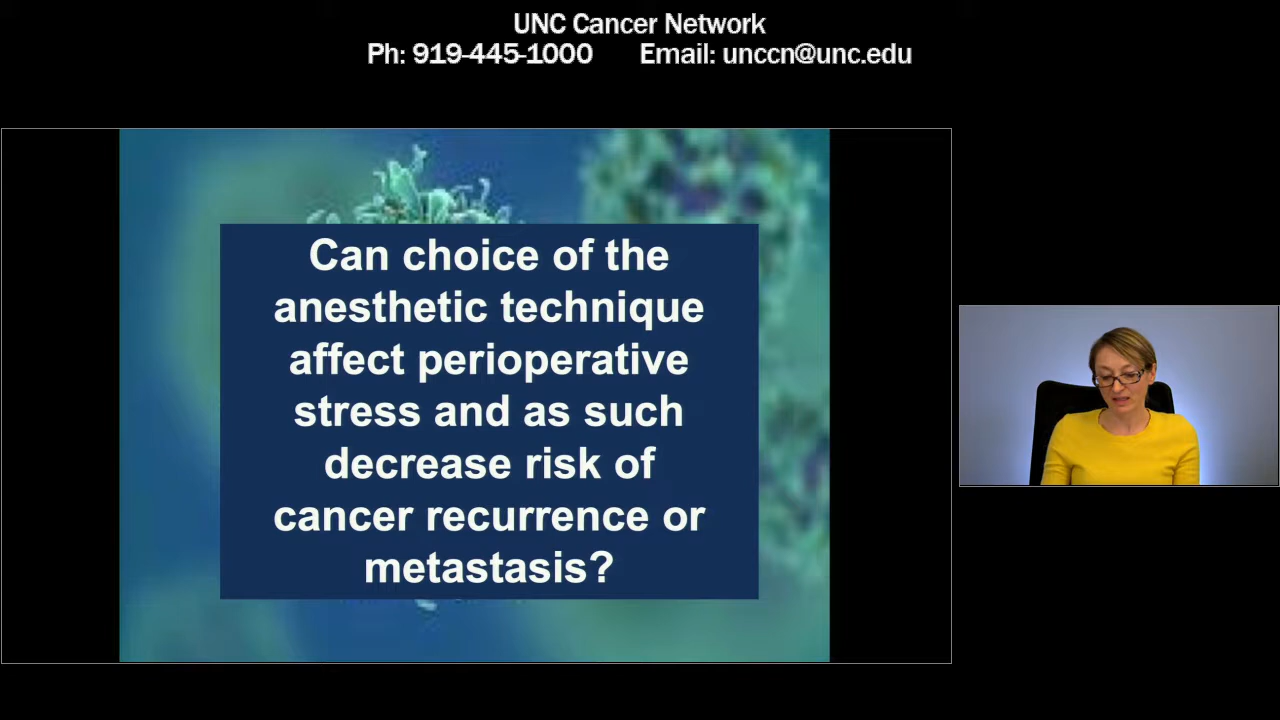 UNC Cancer Network
Ph: 919-445-1000 Email: unccn@unc.edu
Can choice of the
anesthetic technique
affect perioperative
stress and as such
decrease risk of
cancer recurrence or
metastasis?